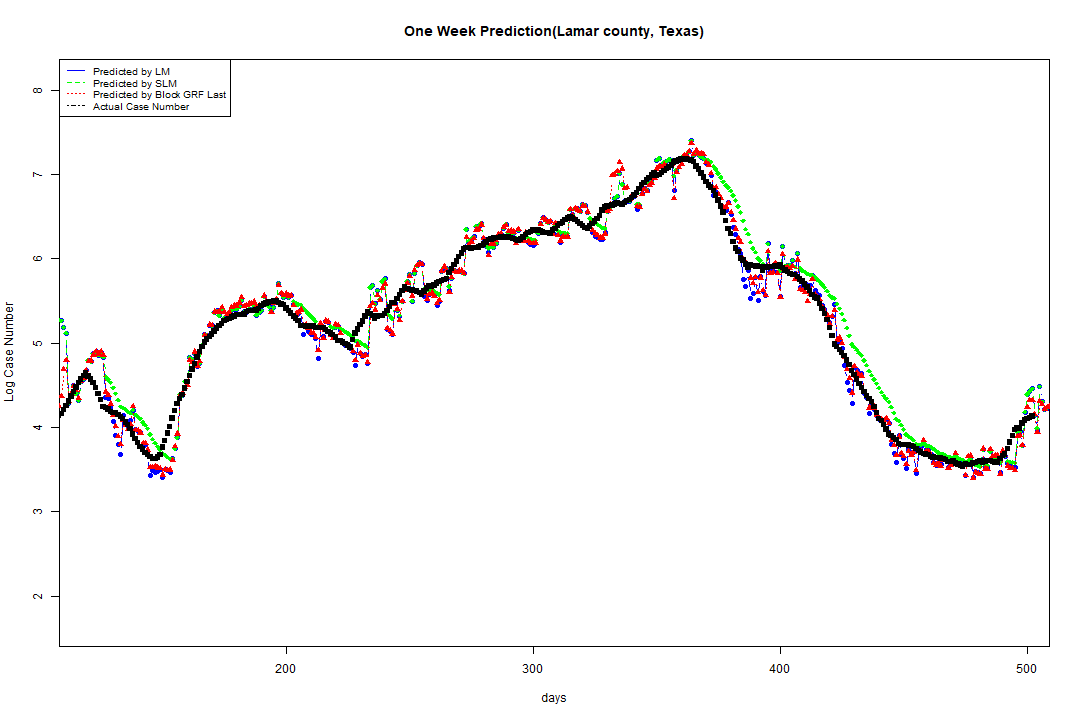 One Week Prediction(Lamar county, Texas)
Predicted by LM
Predicted by SLM
Predicted by Block GRF Last
Actual Case Number
8
7
6
5
4
3
2
Log Case Number
200 300 400 500
days